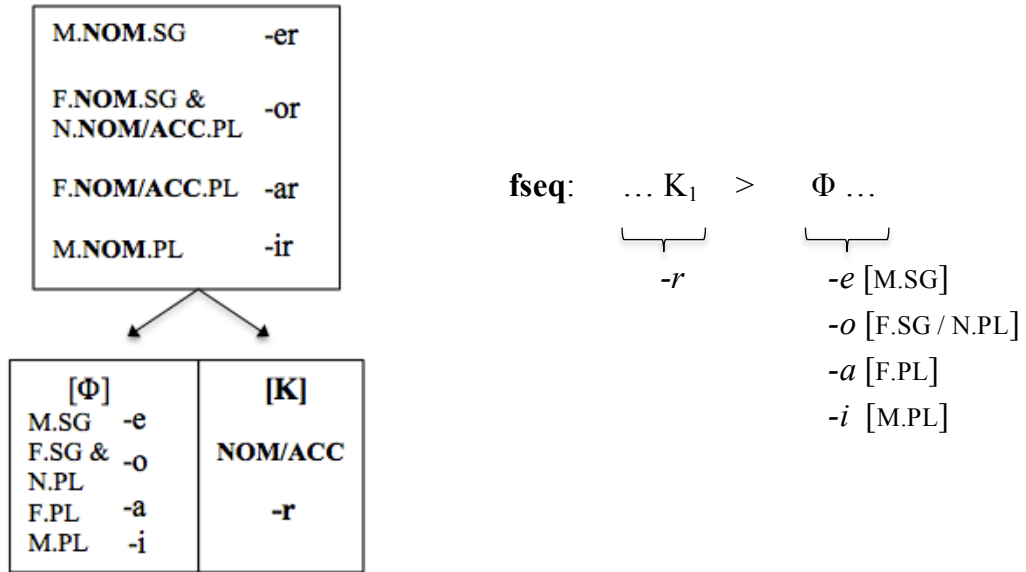 M.NOM.SG -er
F.NOM.SG &
N.NOM/ACC.PL -or
F.NOM/ACC.PL -ar
M.NOM.PL -ir
[Φ]
M.SG -e
F.SG & -o
N.PL
F.PL -a
M.PL -i
[K]
NOM/ACC
-r
fseq: … K₁ > Φ …
-r -e [M.SG]
-o [F.SG / N.PL]
-a [F.PL]
-i [M.PL]